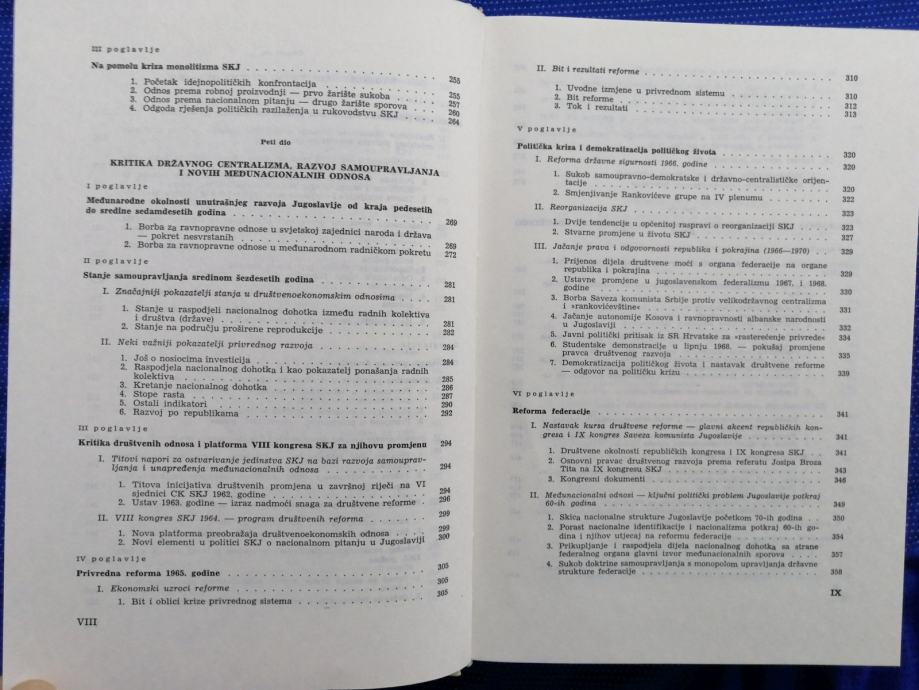 III poglavlje
Na pomolu kriza monolitizma SKJ . . . . . . . . . . . . . . . . . . 255
1. Početak idejnopolitičkih konfrontacija . . . . . . . . . . . . . 255
2. Odnos prema robnoj proizvodnji — prvo žarište sukoba . . . . . 257
3. Odnos prema nacionalnom pitanju — drugo žarište sporova . . . . 260
4. Odgoda rješenja političkih razilaženja u rukovodstvu SKJ . . . . 264
Peti dio
KRITIKA DRŽAVNOG CENTRALIZMA, RAZVOJ SAMOUPRAVLJANJA
I NOVIH MEĐUNACIONALNIH ODNOSA
I poglavlje
Međunarodne okolnosti unutrašnjeg razvoja Jugoslavije od kraja pedesetih
do sredine sedamdesetih godina . . . . . . . . . . . . . . . . . . 269
1. Borba za ravnopravne odnose u svjetskoj zajednici naroda i država
— pokret nesvrstanih . . . . . . . . . . . . . . . . . . 269
2. Borba za ravnopravne odnose u međunarodnom radničkom pokretu 272
II poglavlje
Stanje samoupravljanja sredinom šezdesetih godina . . . . . . . . . 281
I. Značajniji pokazatelji stanja u društvenoekonomskim odnosima . . . 281
1. Stanje u raspodjeli nacionalnog dohotka između radnih kolektiva
i društva (države) . . . . . . . . . . . . . . . . . . 281
2. Stanje na području proširene reprodukcije . . . . . . . . . . . 282
II. Neki važniji pokazatelji privrednog razvoja . . . . . . . . . . . 284
1. Još o nosiocima investicija . . . . . . . . . . . . . . . . 284
2. Raspodjela nacionalnog dohotka i kao pokazatelj ponašanja radnih
kolektiva . . . . . . . . . . . . . . . . . . . . . . 285
3. Kretanje nacionalnog dohotka . . . . . . . . . . . . . . . 286
4. Stope rasta . . . . . . . . . . . . . . . . . . . . . 287
5. Ostali indikatori . . . . . . . . . . . . . . . . . . . 290
6. Razvoj po republikama . . . . . . . . . . . . . . . . . 292
III poglavlje
Kritika društvenih odnosa i platforma VIII kongresa SKJ za njihovu promjenu 294
I. Titovi napori za ostvarivanje jedinstva SKJ na bazi razvoja samouprav-
ljanja i unapređenja međunacionalnih odnosa . . . . . . . . . . 294
1. Titova inicijativa društvenih promjena u završnoj riječi na VI
sjednici CK SKJ 1962. godine . . . . . . . . . . . . . . . 294
2. Ustav 1963. godine — izraz nadmoći snaga za društvene reforme . . 296
II. VIII kongres SKJ 1964. — program društvenih reforma . . . . . . 299
1. Nova platforma preobražaja društvenoekonomskih odnosa . . . . 299
2. Novi elementi u politici SKJ o nacionalnom pitanju u Jugoslaviji 300
IV poglavlje
Privredna reforma 1965. godine . . . . . . . . . . . . . . . . . 305
I. Ekonomski uzroci reforme . . . . . . . . . . . . . . . . . 305
1. Bit i oblici krize privrednog sistema . . . . . . . . . . . . 305
VIII
II. Bit i rezultati reforme . . . . . . . . . . . . . . . . . . 310
1. Uvodne izmjene u privrednom sistemu . . . . . . . . . . . . 310
2. Bit reforme . . . . . . . . . . . . . . . . . . . . . 312
3. Tok i rezultati . . . . . . . . . . . . . . . . . . . . 313
V poglavlje
Politička kriza i demokratizacija političkog života . . . . . . . . . . 320
I. Reforma državne sigurnosti 1966. godine . . . . . . . . . . . . 320
1. Sukob samoupravno-demokratske i državno-centralističke orijen-
tacije . . . . . . . . . . . . . . . . . . . . . . . 320
2. Smjenjivanje Rankovićeve grupe na IV plenumu . . . . . . . . 322
II. Reorganizacija SKJ . . . . . . . . . . . . . . . . . . . 323
1. Dvije tendencije u općenitoj raspravi o reorganizaciji SKJ . . . . 323
2. Stvarne promjene u životu SKJ . . . . . . . . . . . . . . 327
III. Jačanje prava i odgovornosti republika i pokrajina (1966—1970) . . 329
1. Prijenos dijela društvene moći s organa federacije na organe
republika i pokrajina . . . . . . . . . . . . . . . . . 329
2. Ustavne promjene u jugoslavenskom federalizmu 1967. i 1968.
godine . . . . . . . . . . . . . . . . . . . . . . . 330
3. Borba Saveza komunista Srbije protiv velikodržavnog centralizma
i »rankovićevštine« . . . . . . . . . . . . . . . . . . 331
4. Jačanje autonomije Kosova i ravnopravnosti albanske narodnosti
u Jugoslaviji . . . . . . . . . . . . . . . . . . . . . 332
5. Javni politički pritisak iz SR Hrvatske za »rasterećenje privrede« 334
6. Studentske demonstracije u lipnju 1968. — pokušaj promjene
pravca društvenog razvoja . . . . . . . . . . . . . . . . 335
7. Demokratizacija političkog života i nastavak društvene reforme
— odgovor na političku krizu . . . . . . . . . . . . . . . 339
VI poglavlje
Reforma federacije . . . . . . . . . . . . . . . . . . . . . 341
I. Nastavak kursa društvene reforme — glavni akcent republičkih kon-
gresa i IX kongres Saveza komunista Jugoslavije . . . . . . . . . 341
1. Društvene okolnosti republičkih kongresa i IX kongres SKJ . . . 341
2. Osnovni pravac društvenog razvoja prema referatu Josipa Broza
Tita na IX kongresu SKJ . . . . . . . . . . . . . . . . 343
3. Kongresni dokumenti . . . . . . . . . . . . . . . . . . 346
II. Međunacionalni odnosi — ključni politički problem Jugoslavije potkraj
60-ih godina . . . . . . . . . . . . . . . . . . . . . . 349
1. Skica nacionalne strukture Jugoslavije početkom 70-ih godina . . . 350
2. Porast nacionalne identifikacije i nacionalizma potkraj 60-ih go-
dina i njihov utjecaj na reformu federacije . . . . . . . . . . 354
3. Prikupljanje i raspodjela dijela nacionalnog dohotka sa strane
federalnog organa glavni izvor međunacionalnih sporova . . . . . 357
4. Sukob doktrine samoupravljanja s monopolom upravljanja državne
strukture federacije . . . . . . . . . . . . . . . . . . 358
IX